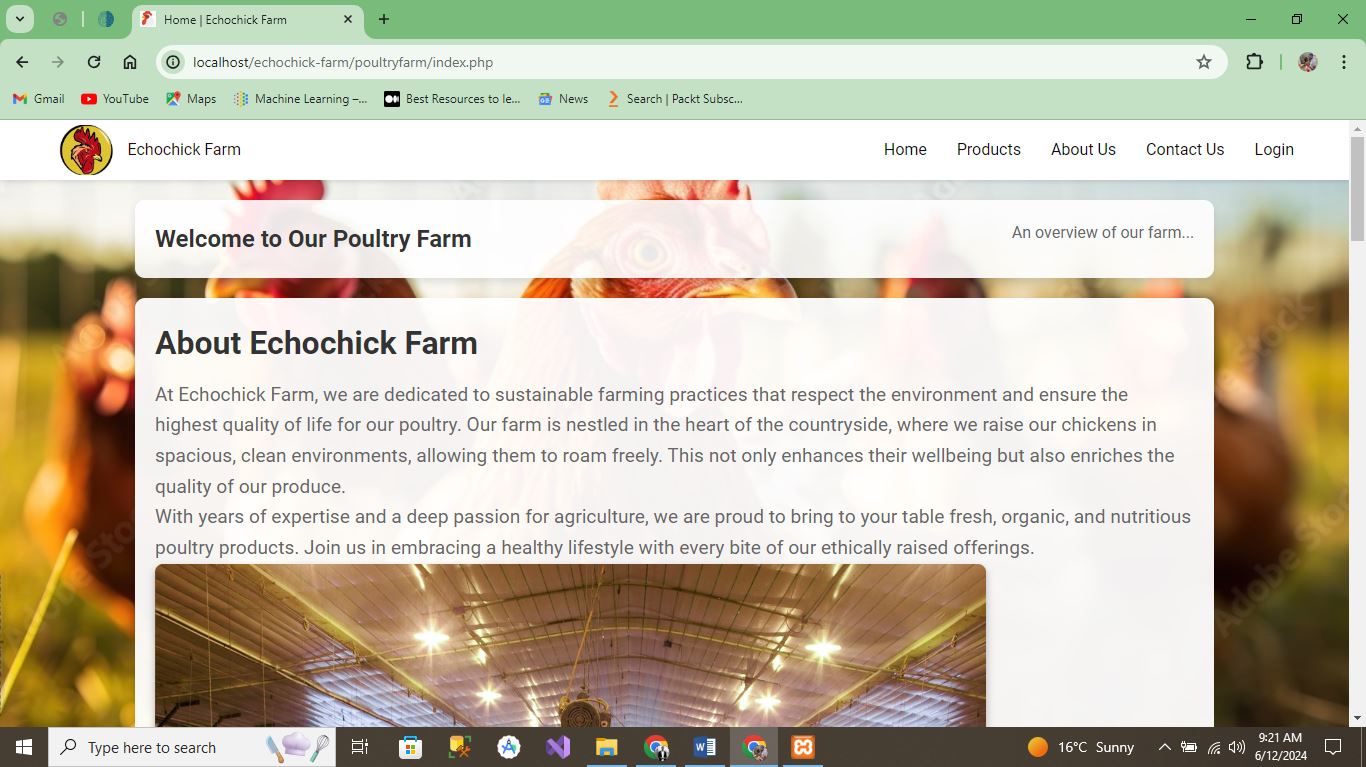 Home | Echochick Farm
localhost/echochick-farm/poultryfarm/index.php
Gmail YouTube Maps Machine Learning –... Best Resources to le... News Search | Packt Subsc...
Echochick Farm Home Products About Us Contact Us Login
Welcome to Our Poultry Farm An overview of our farm...
About Echochick Farm
At Echochick Farm, we are dedicated to sustainable farming practices that respect the environment and ensure the
highest quality of life for our poultry. Our farm is nestled in the heart of the countryside, where we raise our chickens in
spacious, clean environments, allowing them to roam freely. This not only enhances their wellbeing but also enriches the
quality of our produce.
With years of expertise and a deep passion for agriculture, we are proud to bring to your table fresh, organic, and nutritious
poultry products. Join us in embracing a healthy lifestyle with every bite of our ethically raised offerings.
Adobe Stock
Type here to search 16°C Sunny 9:21 AM
6/12/2024